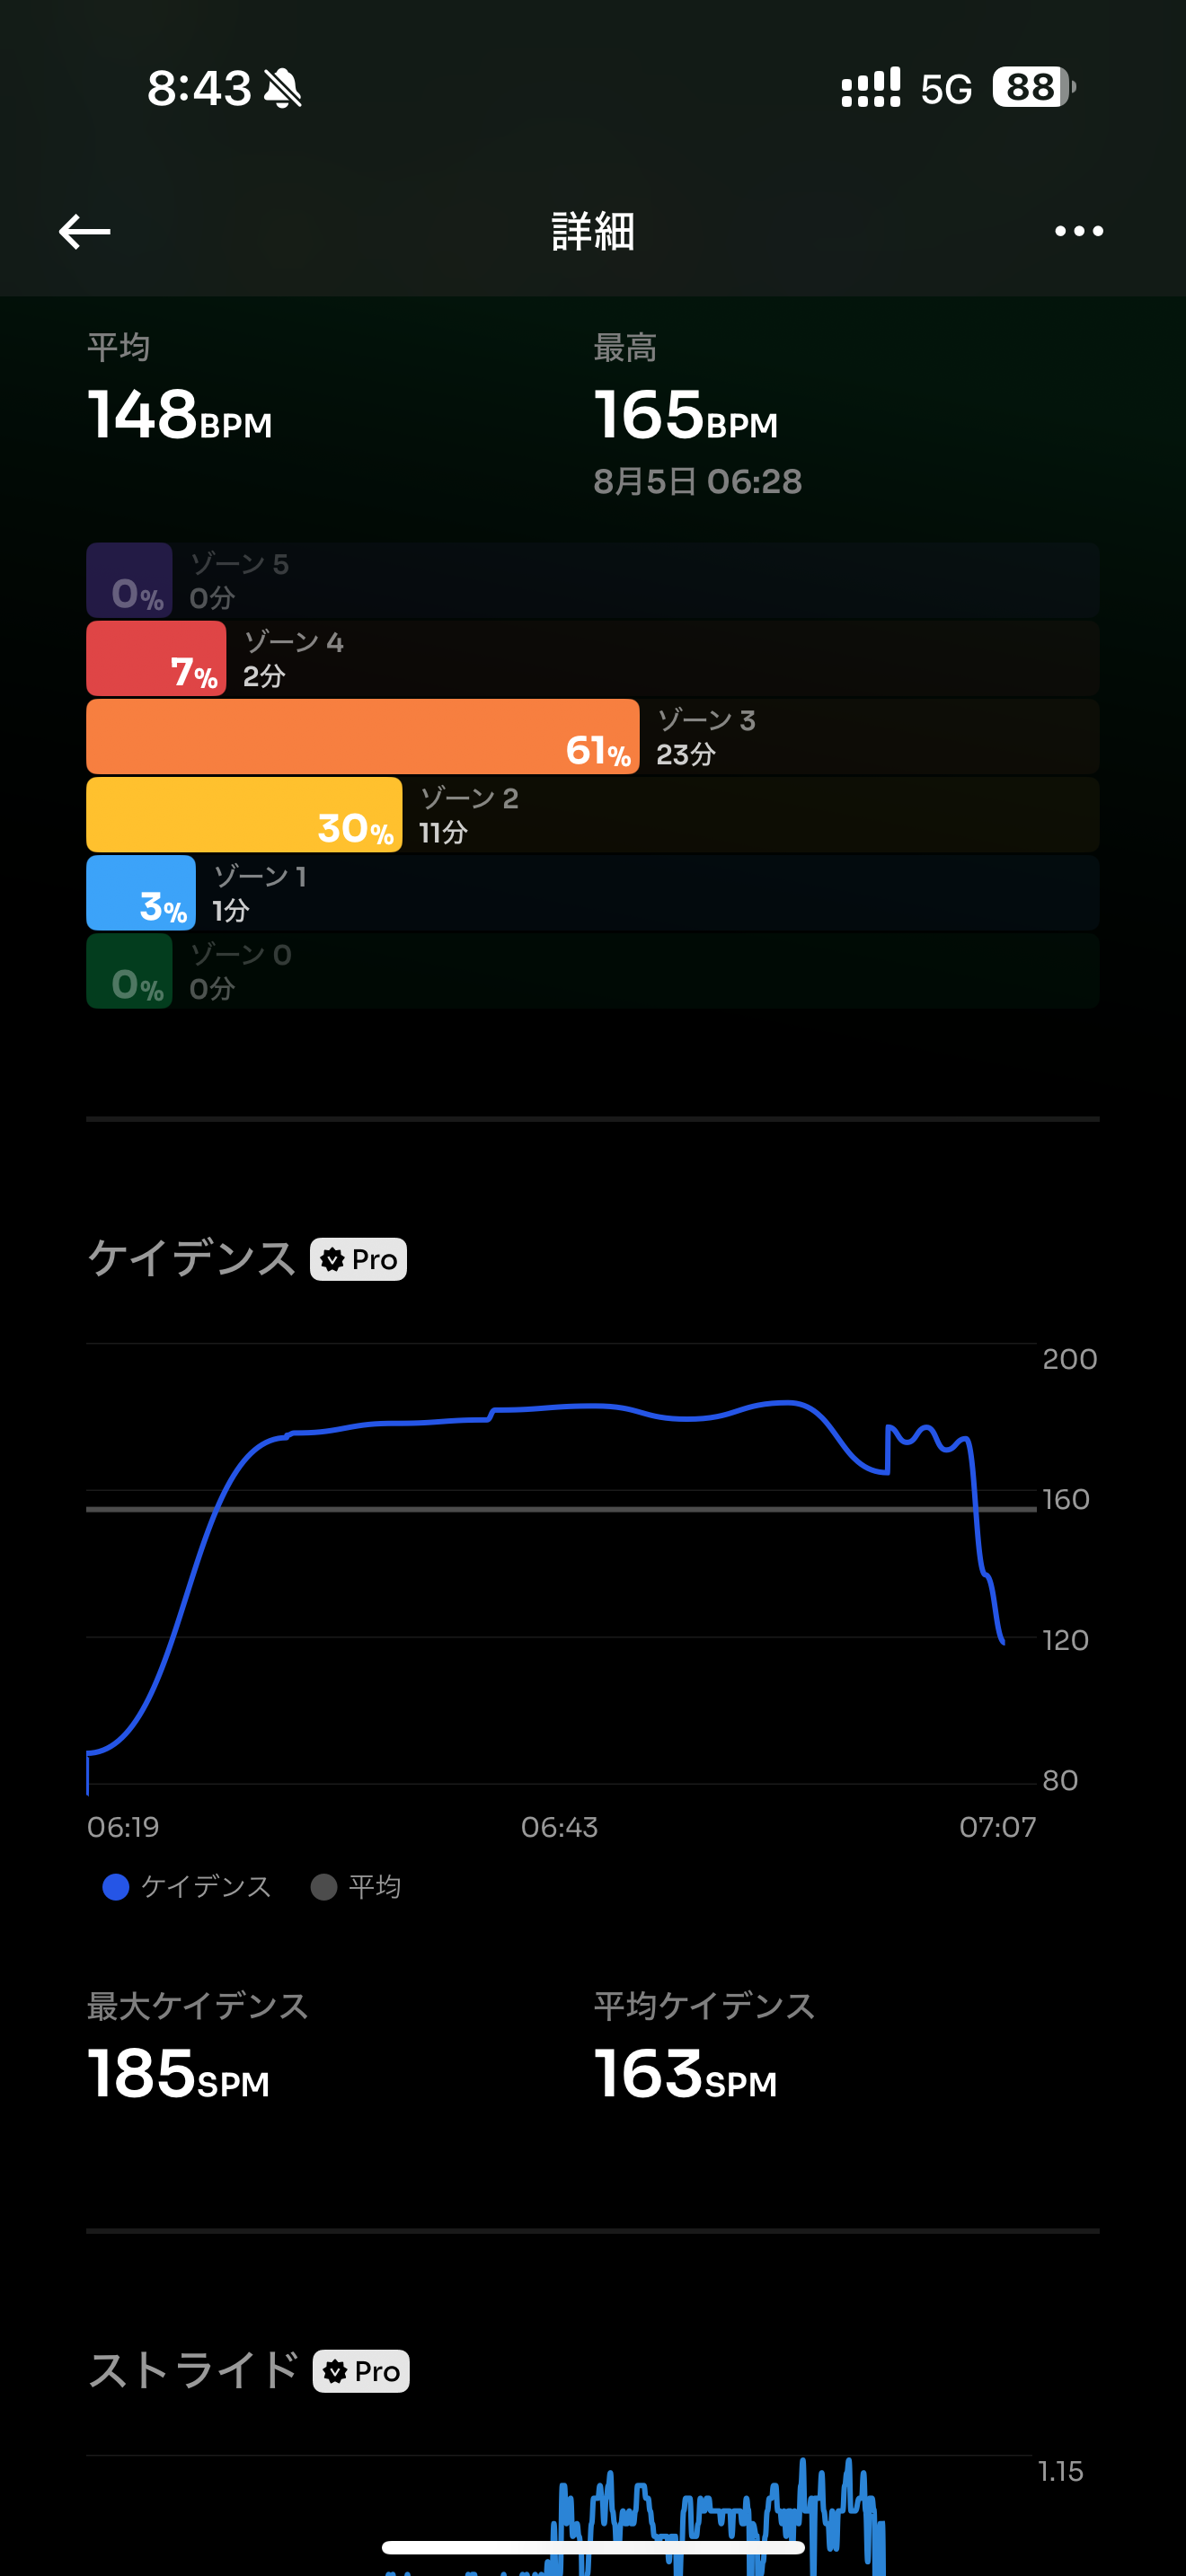 8:43 5G 88
詳細
平均 最高
148BPM 165BPM
8月5日 06:28
0% ゾーン 5
0分
7% ゾーン 4
2分
61% ゾーン 3
23分
30% ゾーン 2
11分
3% ゾーン 1
1分
0% ゾーン 0
0分
ケイデンス Pro
200
160
120
80
06:19 06:43 07:07
ケイデンス 平均
最大ケイデンス 平均ケイデンス
185SPM 163SPM
ストライド Pro
1.15